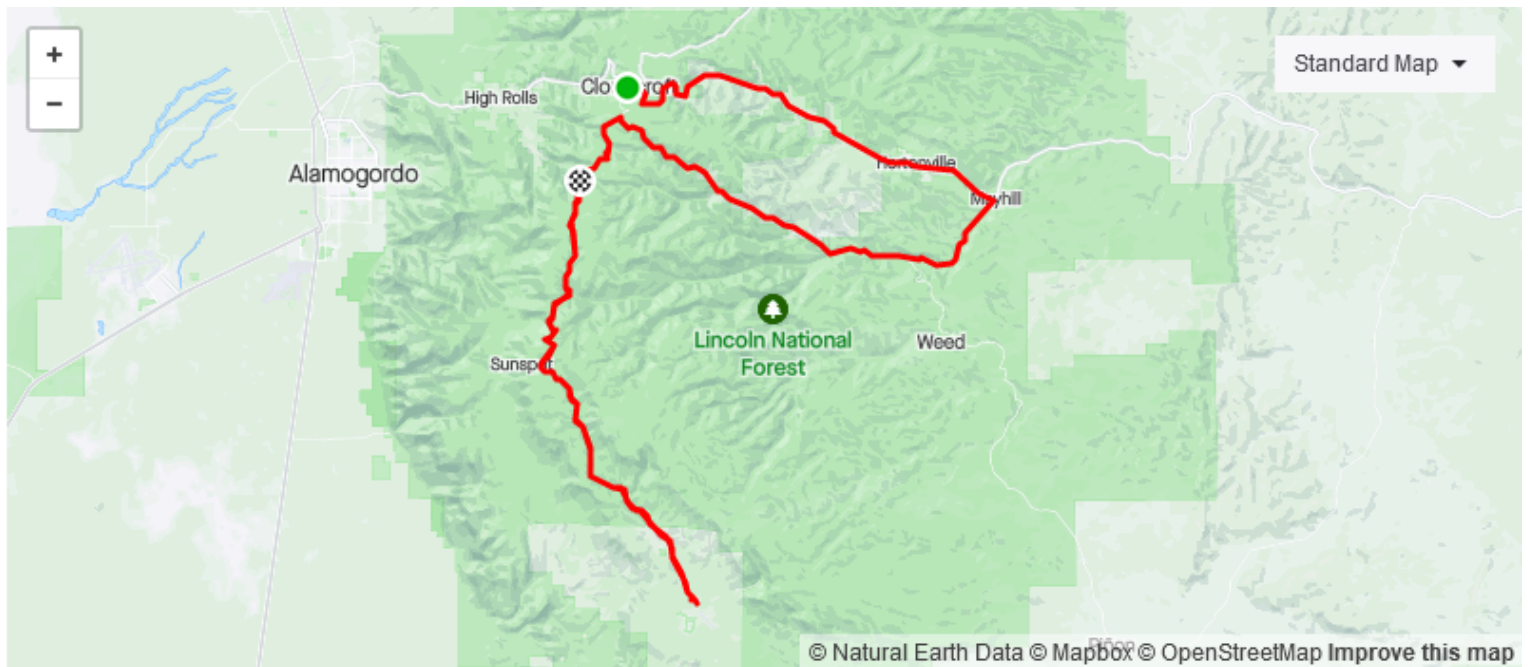 +
−
Standard Map
High Rolls
Alamogordo
Mayhill
Lincoln National
Forest
Weed
Sunspot
Piñon
© Natural Earth Data © Mapbox © OpenStreetMap Improve this map